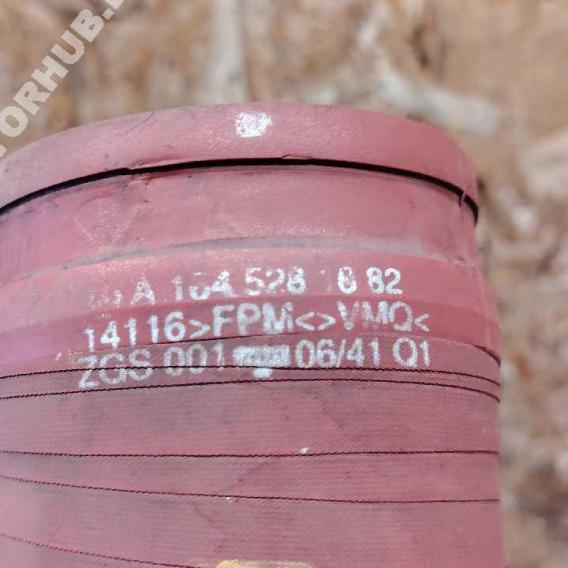 ORHUB.
A 164 528 18 82
14116>FPM<>VMQ<
ZGS 001 06/41 Q1